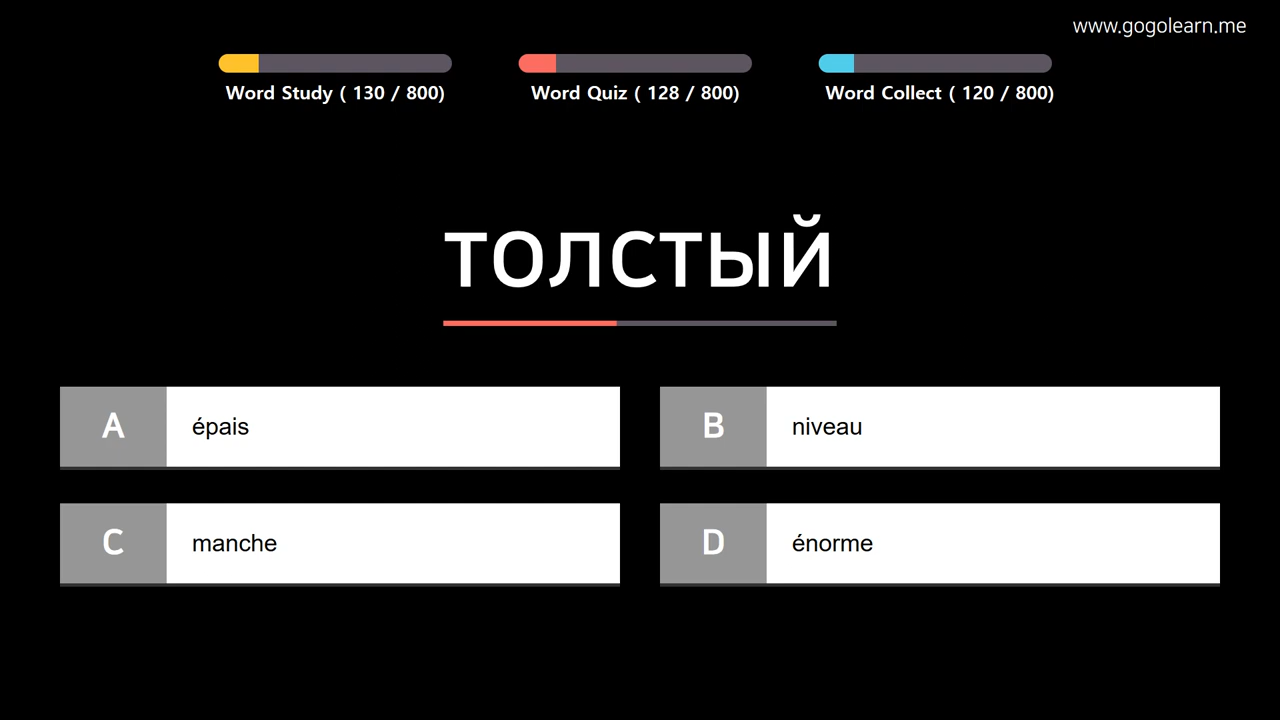 www.gogolearn.me
Word Study ( 130 / 800)
Word Quiz ( 128 / 800)
Word Collect ( 120 / 800)
толстый
A épais
B niveau
C manche
D énorme